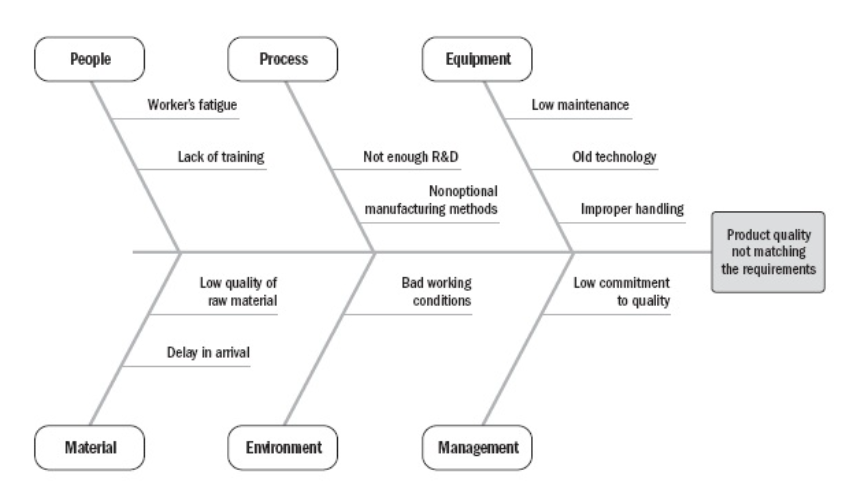 People
Process
Equipment
Worker's fatigue
Low maintenance
Lack of training
Not enough R&D
Old technology
Nonoptional
manufacturing methods
Improper handling
Product quality
not matching
the requirements
Low quality of
raw material
Bad working
conditions
Low commitment
to quality
Delay in arrival
Material
Environment
Management